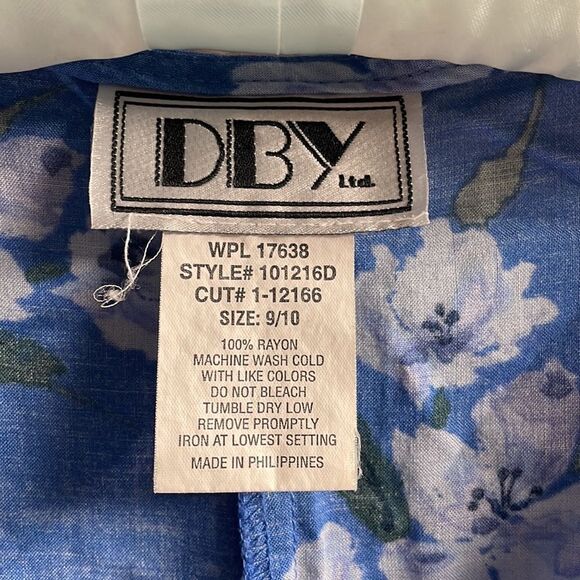 DBY
Ltd.
WPL 17638
STYLE# 101216D
CUT# 1-12166
SIZE: 9/10
100% RAYON
MACHINE WASH COLD
WITH LIKE COLORS
DO NOT BLEACH
TUMBLE DRY LOW
REMOVE PROMPTLY
IRON AT LOWEST SETTING
MADE IN PHILIPPINES